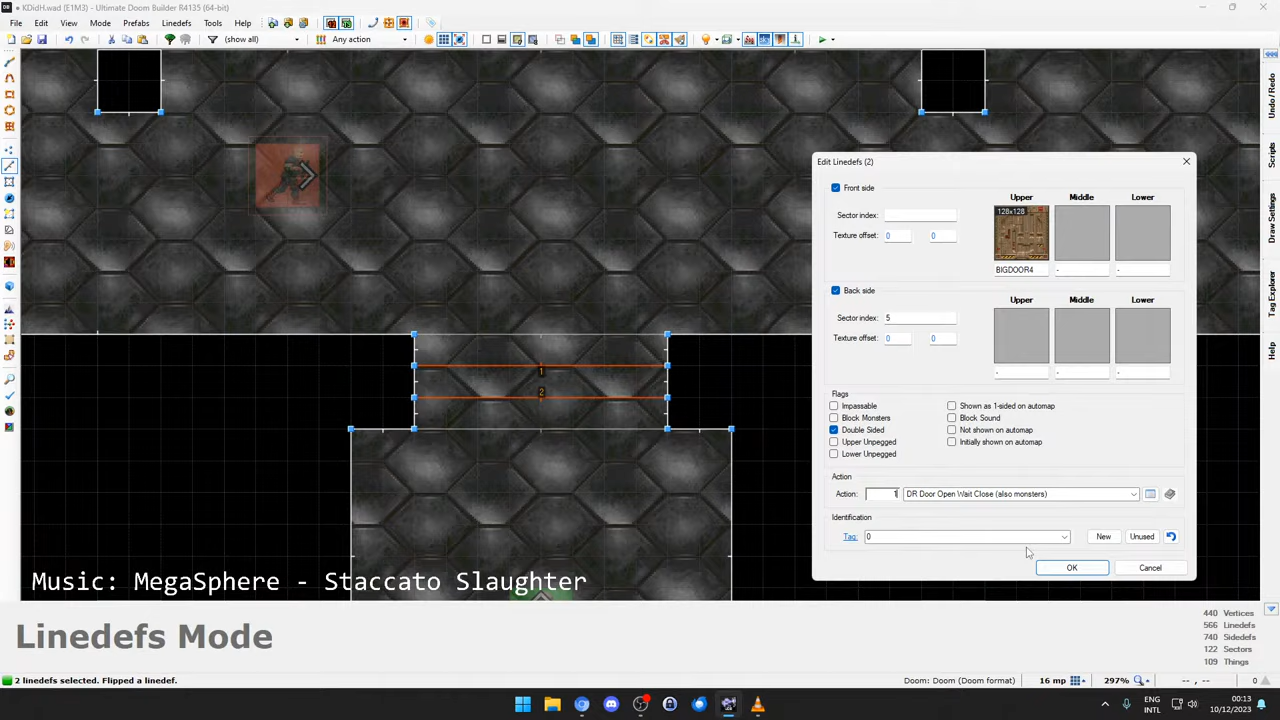 • KDidH.wad (E1M3) - Ultimate Doom Builder R4135 (64-bit)
File Edit View Mode Prefabs Linedefs Tools Help
(show all) Any action
Undo / Redo
Scripts
Draw Settings
Tag Explorer
Help
1
2
Edit Linedefs (2)
Front side
Upper Middle Lower
Sector index:
128x128
Texture offset: 0 0
BIGDOOR4 - -
Back side
Upper Middle Lower
Sector index: 5
Texture offset: 0 0
- - -
Flags
Impassable Shown as 1-sided on automap
Block Monsters Block Sound
Double Sided Not shown on automap
Upper Unpegged Initially shown on automap
Lower Unpegged
Action
Action: 1 DR Door Open Wait Close (also monsters)
Identification
Tag: 0 New Unused
OK Cancel
Music: MegaSphere - Staccato Slaughter
Linedefs Mode
440 Vertices
566 Linedefs
740 Sidedefs
122 Sectors
109 Things
2 linedefs selected. Flipped a linedef.
Doom: Doom (Doom format) 16 mp 297% -- , -- 0
ENG
INTL
00:13
10/12/2023